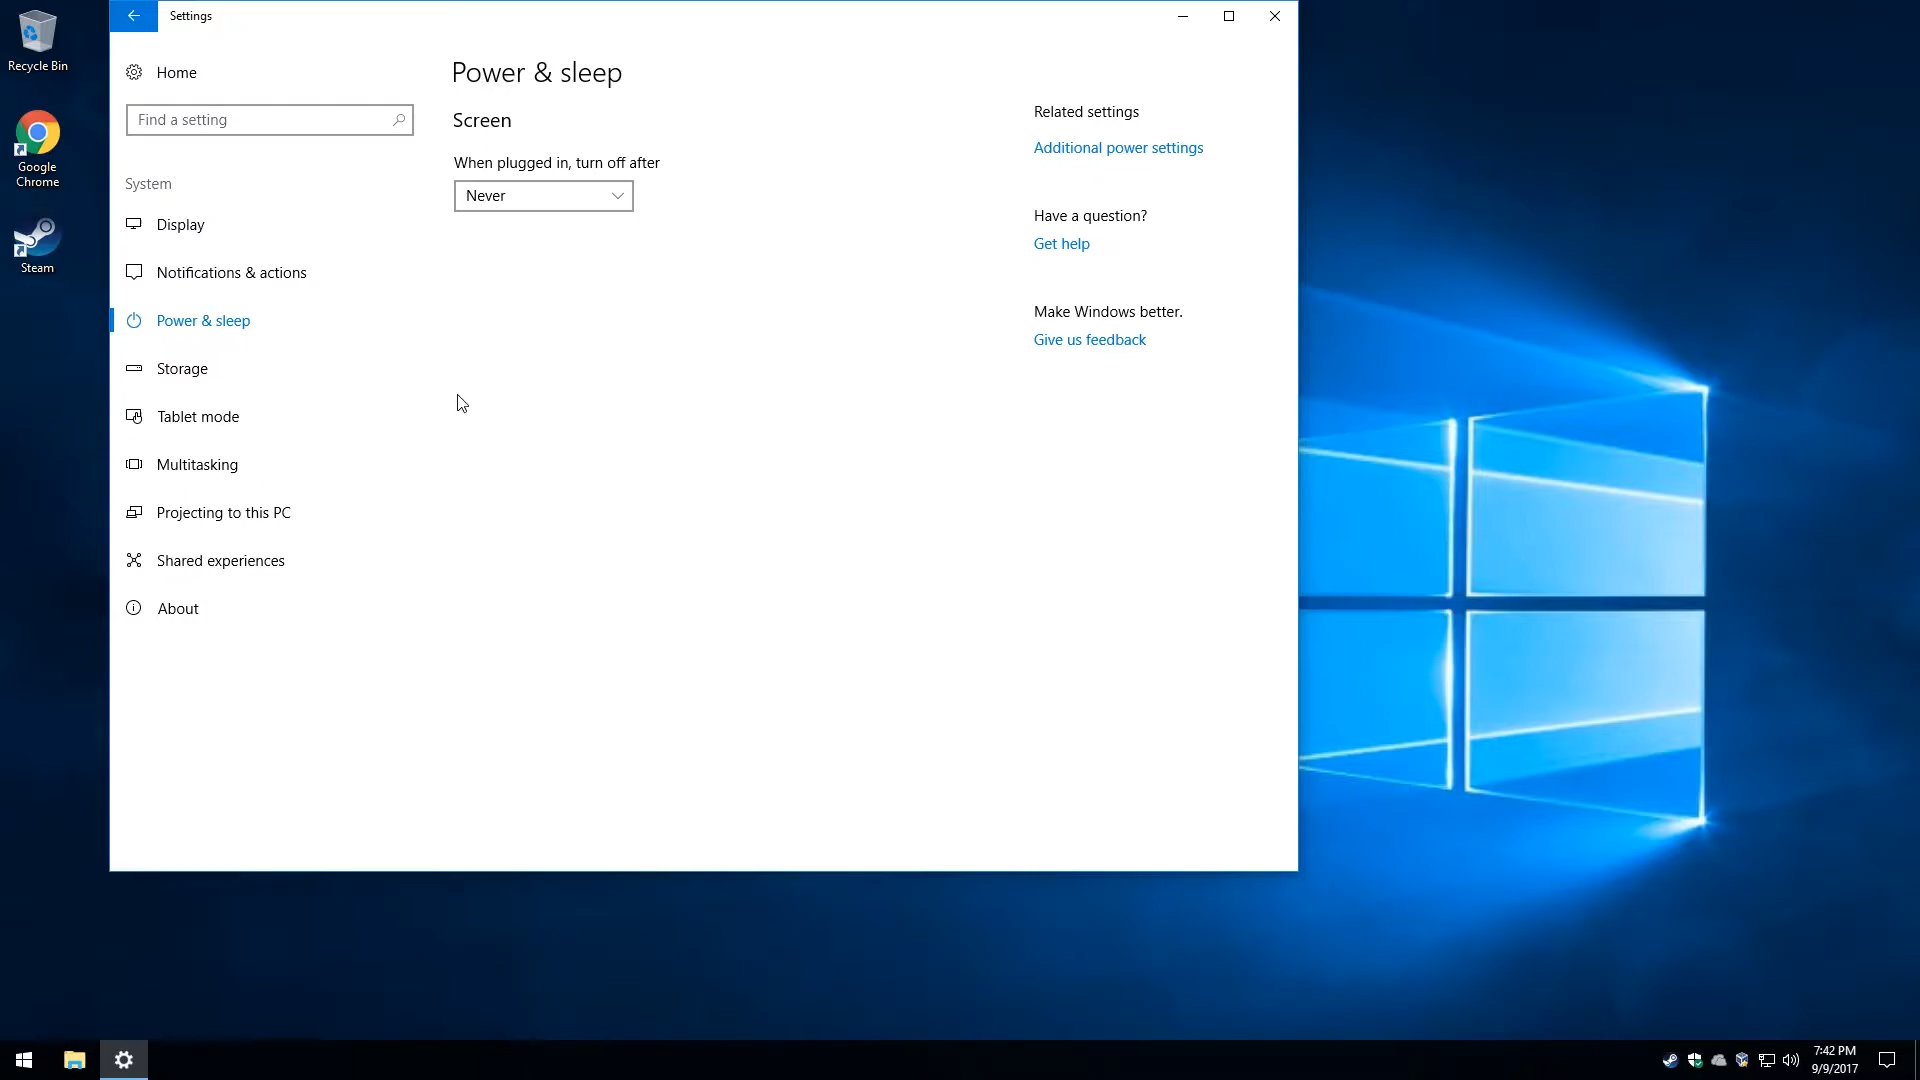 Recycle Bin
Google
Chrome
Steam
Settings
Home
Find a setting
System
Display
Notifications & actions
Power & sleep
Storage
Tablet mode
Multitasking
Projecting to this PC
Shared experiences
About
Power & sleep
Screen
When plugged in, turn off after
Never
Related settings
Additional power settings
Have a question?
Get help
Make Windows better.
Give us feedback
7:42 PM
9/9/2017